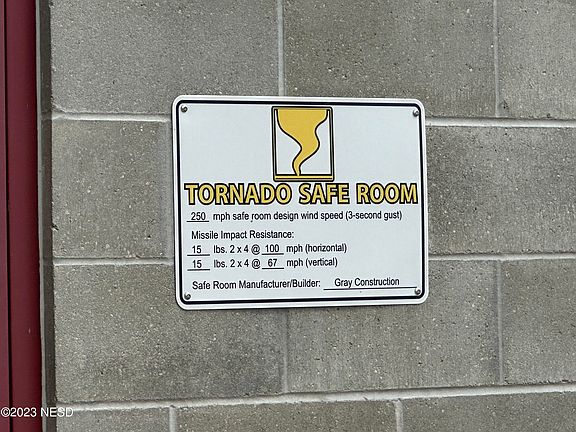 TORNADO SAFE ROOM
250 mph safe room design wind speed (3-second gust)
Missile Impact Resistance:
15 lbs. 2 x 4 @ 100 mph (horizontal)
15 lbs. 2 x 4 @ 67 mph (vertical)
Safe Room Manufacturer/Builder: Gray Construction
©2023 NESD